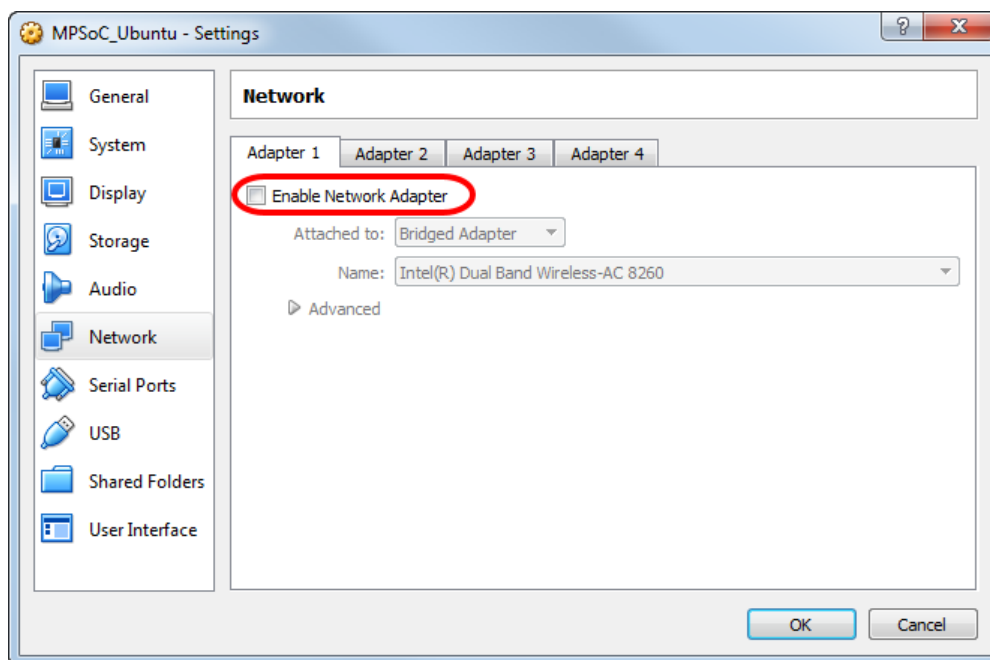 MPSoC_Ubuntu - Settings
?
General
System
Display
Storage
Audio
Network
Serial Ports
USB
Shared Folders
User Interface
Network
Adapter 1 Adapter 2 Adapter 3 Adapter 4
Enable Network Adapter
Attached to: Bridged Adapter
Name: Intel(R) Dual Band Wireless-AC 8260
Advanced
OK Cancel